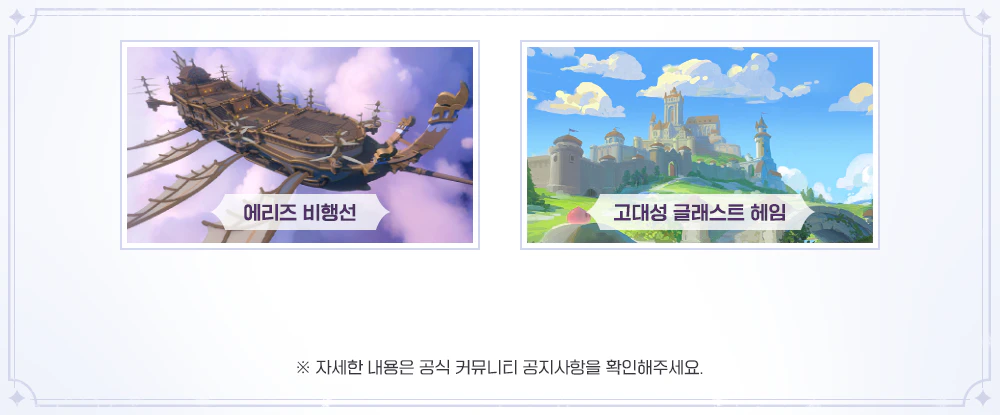 에리즈 비행선
고대성 글래스트 헤임
※ 자세한 내용은 공식 커뮤니티 공지사항을 확인해주세요.